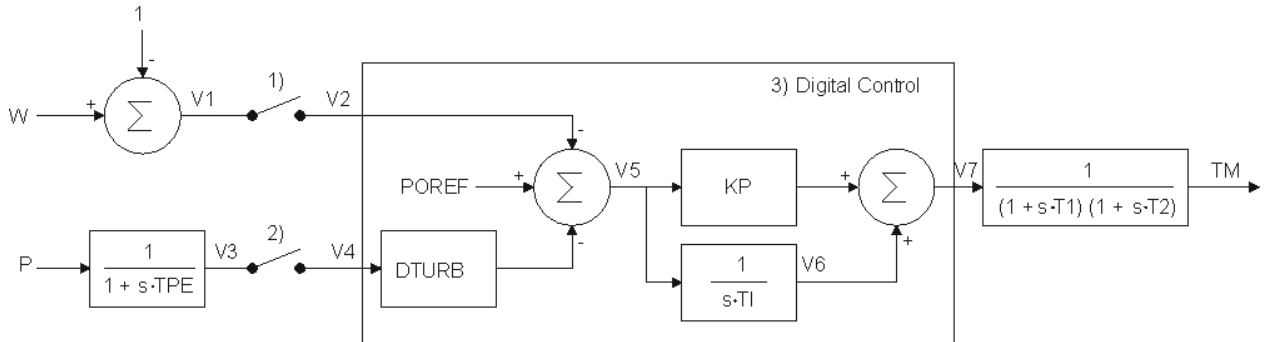 1
-
3) Digital Control
W
+
Σ
V1
1)
V2
-
POREF
+
Σ
V5
KP
+
Σ
V7
1
(1 + s·T1) (1 + s·T2)
TM
P
1
1 + s·TPE
V3
2)
V4
DTURB
-
1
s·TI
V6
+